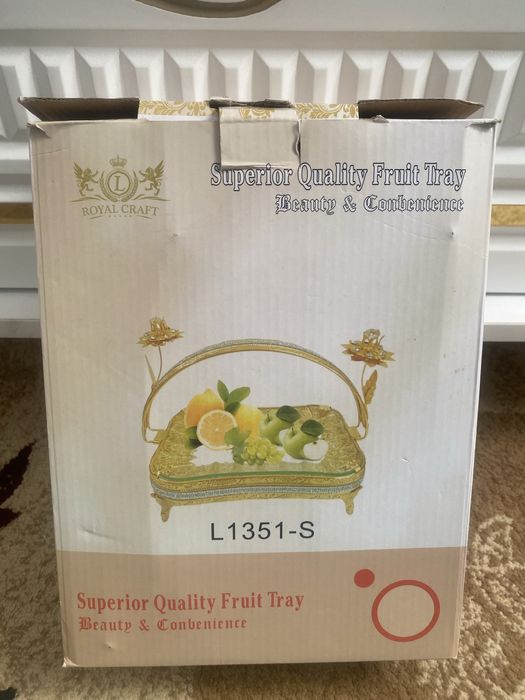 L
ROYAL CRAFT
Superior Quality Fruit Tray
Beauty & Conbenience
L1351-S
Superior Quality Fruit Tray
Beauty & Conbenience